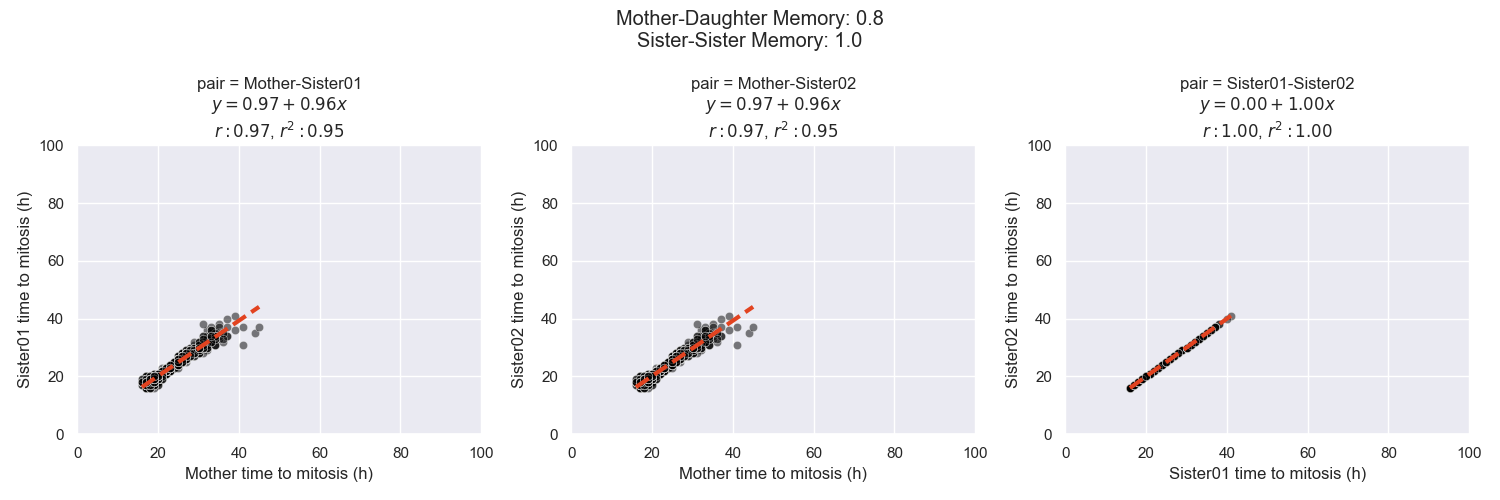 Mother-Daughter Memory: 0.8
Sister-Sister Memory: 1.0
pair = Mother-Sister01
y = 0.97 + 0.96x
r : 0.97, r² : 0.95
100
80
60
40
20
0
Sister01 time to mitosis (h)
0 20 40 60 80 100
Mother time to mitosis (h)
pair = Mother-Sister02
y = 0.97 + 0.96x
r : 0.97, r² : 0.95
100
80
60
40
20
0
Sister02 time to mitosis (h)
0 20 40 60 80 100
Mother time to mitosis (h)
pair = Sister01-Sister02
y = 0.00 + 1.00x
r : 1.00, r² : 1.00
100
80
60
40
20
0
Sister02 time to mitosis (h)
0 20 40 60 80 100
Sister01 time to mitosis (h)